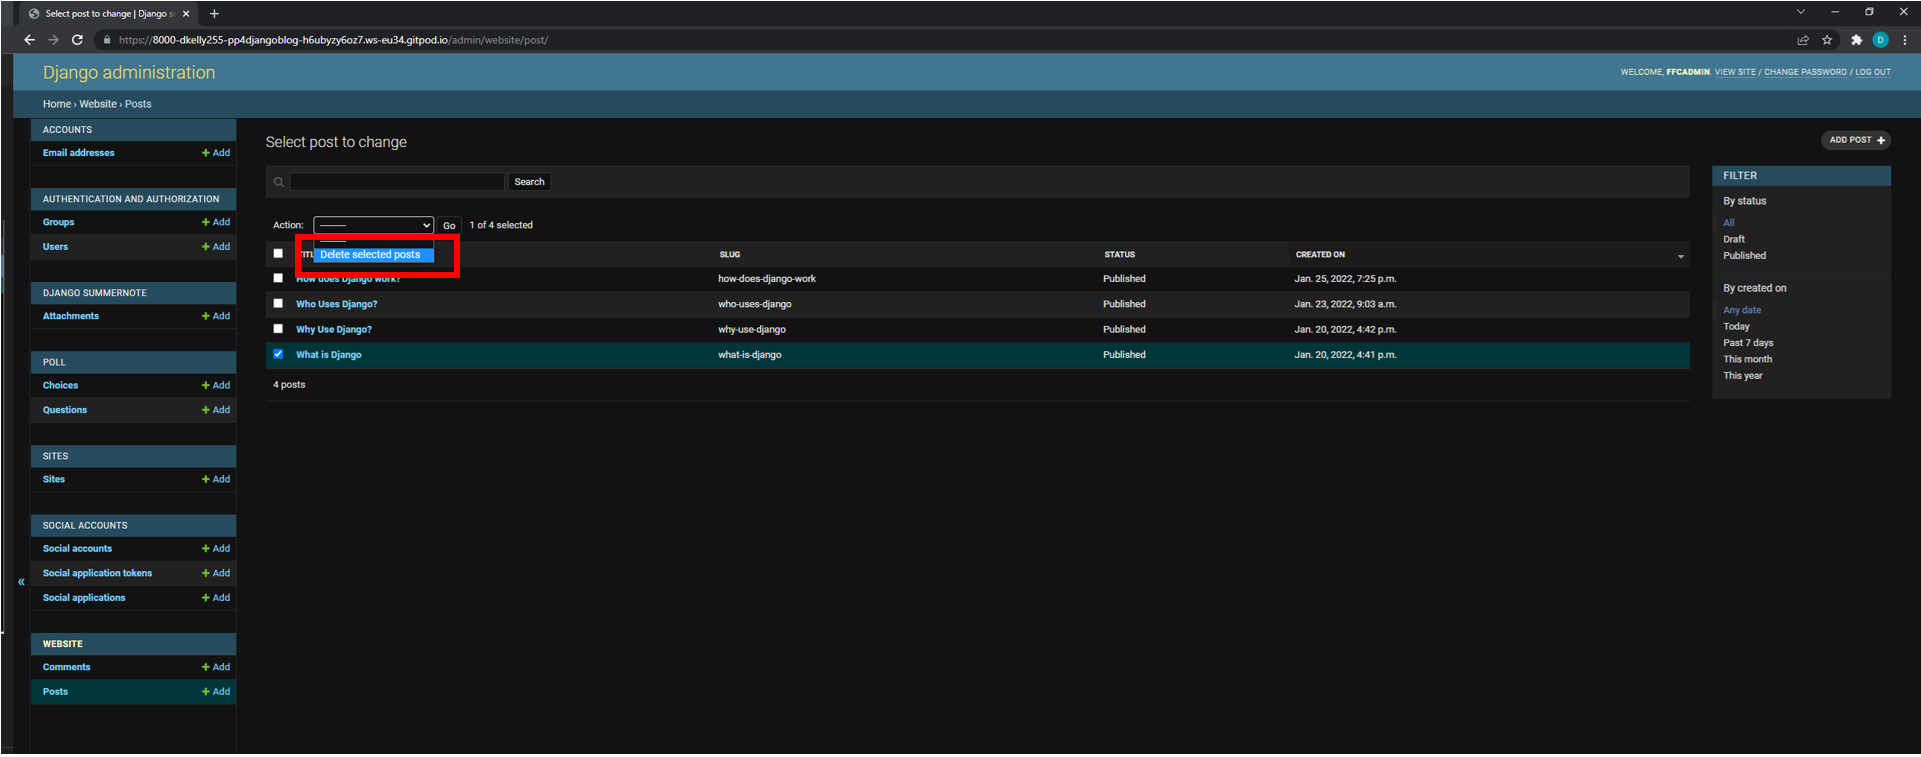 Select post to change | Django si
https://8000-dkelly255-pp4djangoblog-h6ubyzy6oz7.ws-eu34.gitpod.io/admin/website/post/
D
Django administration
WELCOME, FFCADMIN. VIEW SITE / CHANGE PASSWORD / LOG OUT
Home › Website › Posts
ACCOUNTS
Email addresses + Add
AUTHENTICATION AND AUTHORIZATION
Groups + Add
Users + Add
DJANGO SUMMERNOTE
Attachments + Add
POLL
Choices + Add
Questions + Add
SITES
Sites + Add
SOCIAL ACCOUNTS
Social accounts + Add
Social application tokens + Add
Social applications + Add
«
WEBSITE
Comments + Add
Posts + Add
Select post to change
ADD POST +
Search
Action: --------- Go 1 of 4 selected
---------
Delete selected posts
SLUG STATUS CREATED ON
How does Django work? how-does-django-work Published Jan. 25, 2022, 7:25 p.m.
Who Uses Django? who-uses-django Published Jan. 23, 2022, 9:03 a.m.
Why Use Django? why-use-django Published Jan. 20, 2022, 4:42 p.m.
What is Django what-is-django Published Jan. 20, 2022, 4:41 p.m.
4 posts
FILTER
By status
All
Draft
Published
By created on
Any date
Today
Past 7 days
This month
This year